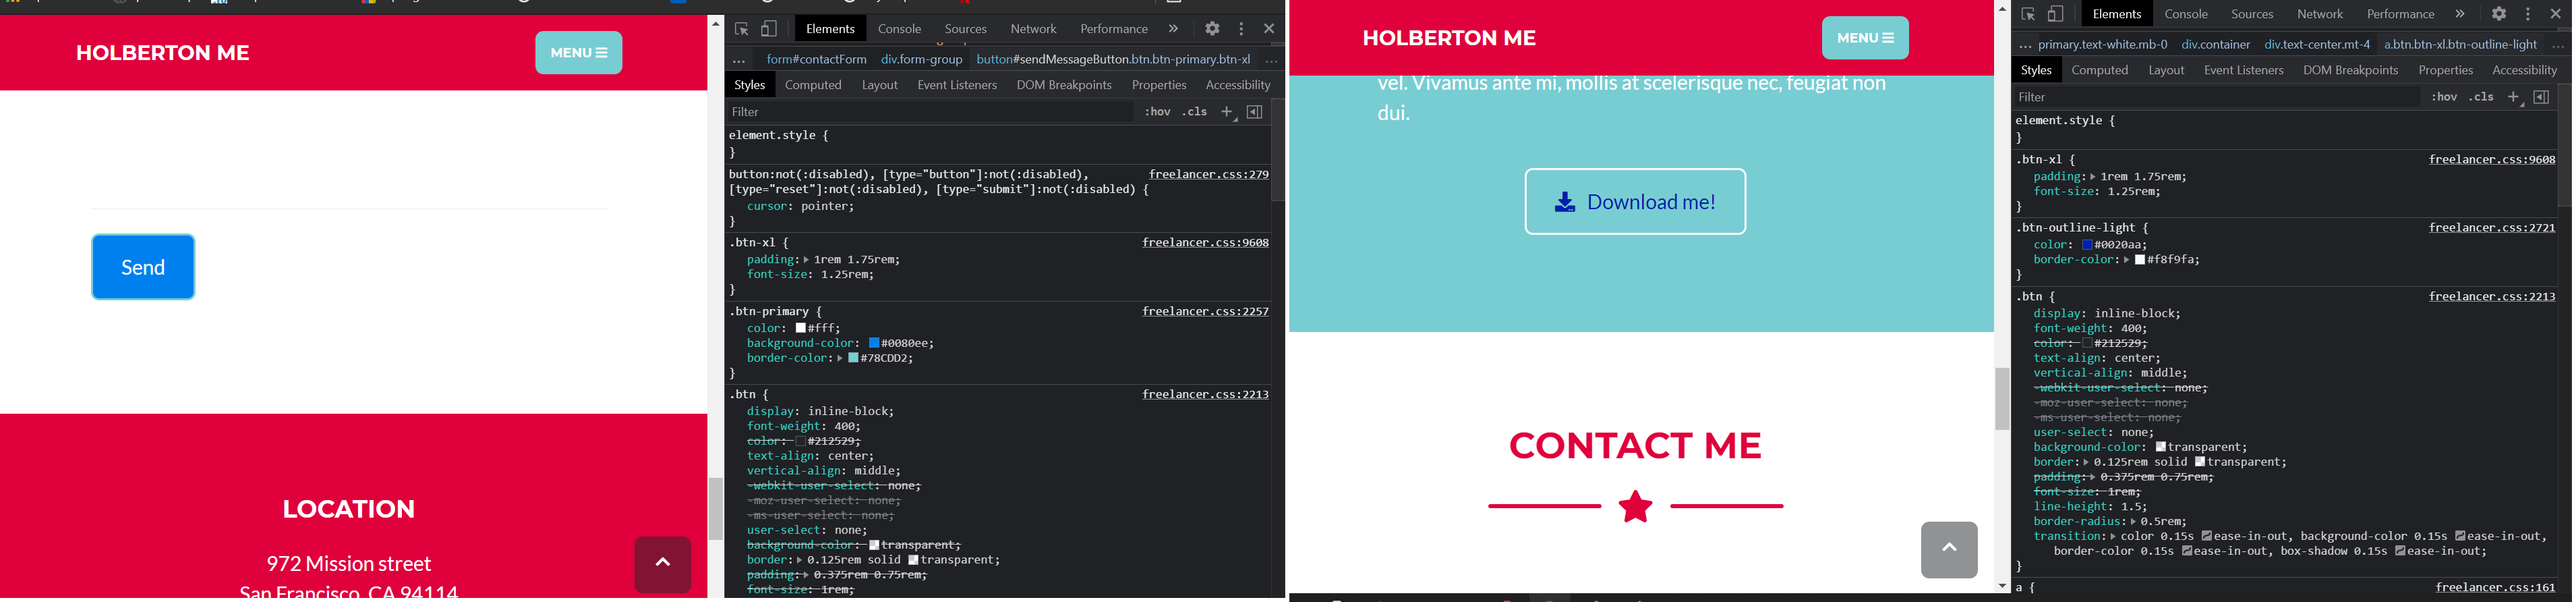 HOLBERTON ME
MENU
Send
LOCATION
972 Mission street
San Francisco, CA 94114
Elements Console Sources Network Performance »
... form#contactForm div.form-group button#sendMessageButton.btn.btn-primary.btn-xl ...
Styles Computed Layout Event Listeners DOM Breakpoints Properties Accessibility
Filter :hov .cls +
element.style {
}
button:not(:disabled), [type="button"]:not(:disabled), freelancer.css:279
[type="reset"]:not(:disabled), [type="submit"]:not(:disabled) {
cursor: pointer;
}
.btn-xl { freelancer.css:9608
padding: 1rem 1.75rem;
font-size: 1.25rem;
}
.btn-primary { freelancer.css:2257
color: #fff;
background-color: #0080ee;
border-color: #78CDD2;
}
.btn { freelancer.css:2213
display: inline-block;
font-weight: 400;
color: #212529;
text-align: center;
vertical-align: middle;
-webkit-user-select: none;
-moz-user-select: none;
-ms-user-select: none;
user-select: none;
background-color: transparent;
border: 0.125rem solid transparent;
padding: 0.375rem 0.75rem;
font-size: 1rem;
HOLBERTON ME
MENU
vel. Vivamus ante mi, mollis at scelerisque nec, feugiat non
dui.
Download me!
CONTACT ME
Elements Console Sources Network Performance »
... primary.text-white.mb-0 div.container div.text-center.mt-4 a.btn.btn-xl.btn-outline-light ...
Styles Computed Layout Event Listeners DOM Breakpoints Properties Accessibility
Filter :hov .cls +
element.style {
}
.btn-xl { freelancer.css:9608
padding: 1rem 1.75rem;
font-size: 1.25rem;
}
.btn-outline-light { freelancer.css:2721
color: #0020aa;
border-color: #f8f9fa;
}
.btn { freelancer.css:2213
display: inline-block;
font-weight: 400;
color: #212529;
text-align: center;
vertical-align: middle;
-webkit-user-select: none;
-moz-user-select: none;
-ms-user-select: none;
user-select: none;
background-color: transparent;
border: 0.125rem solid transparent;
padding: 0.375rem 0.75rem;
font-size: 1rem;
line-height: 1.5;
border-radius: 0.5rem;
transition: color 0.15s ease-in-out, background-color 0.15s ease-in-out,
border-color 0.15s ease-in-out, box-shadow 0.15s ease-in-out;
}
a { freelancer.css:161